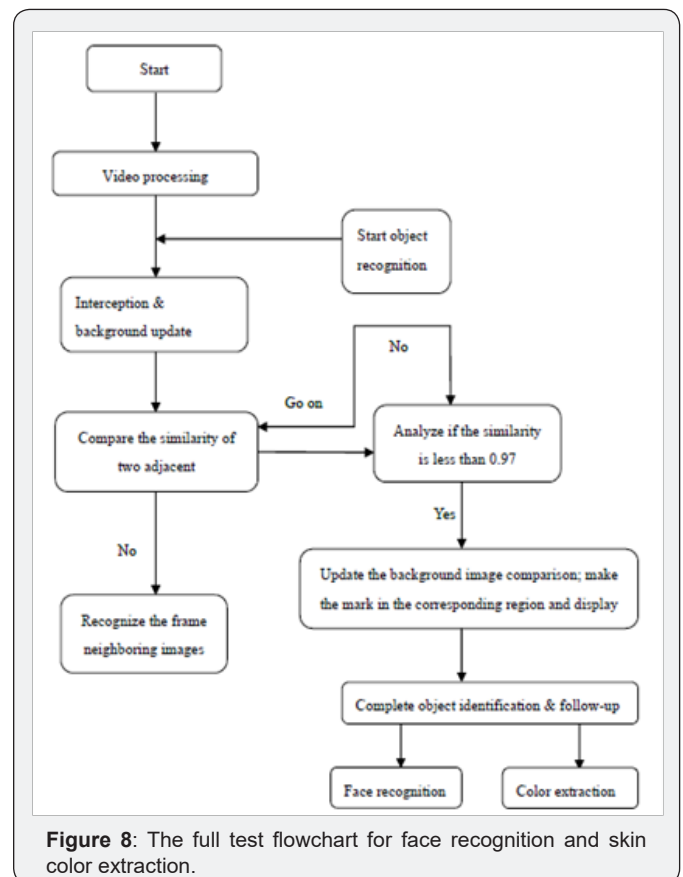 Start
Video processing
Start object
recognition
Interception &
background update
No
Go on
Compare the similarity of
two adjacent
Analyze if the similarity
is less than 0.97
Yes
No
Update the background image comparison; make
the mark in the corresponding region and display
Recognize the frame
neighboring images
Complete object identification & follow-up
Face recognition
Color extraction
Figure 8: The full test flowchart for face recognition and skin
color extraction.